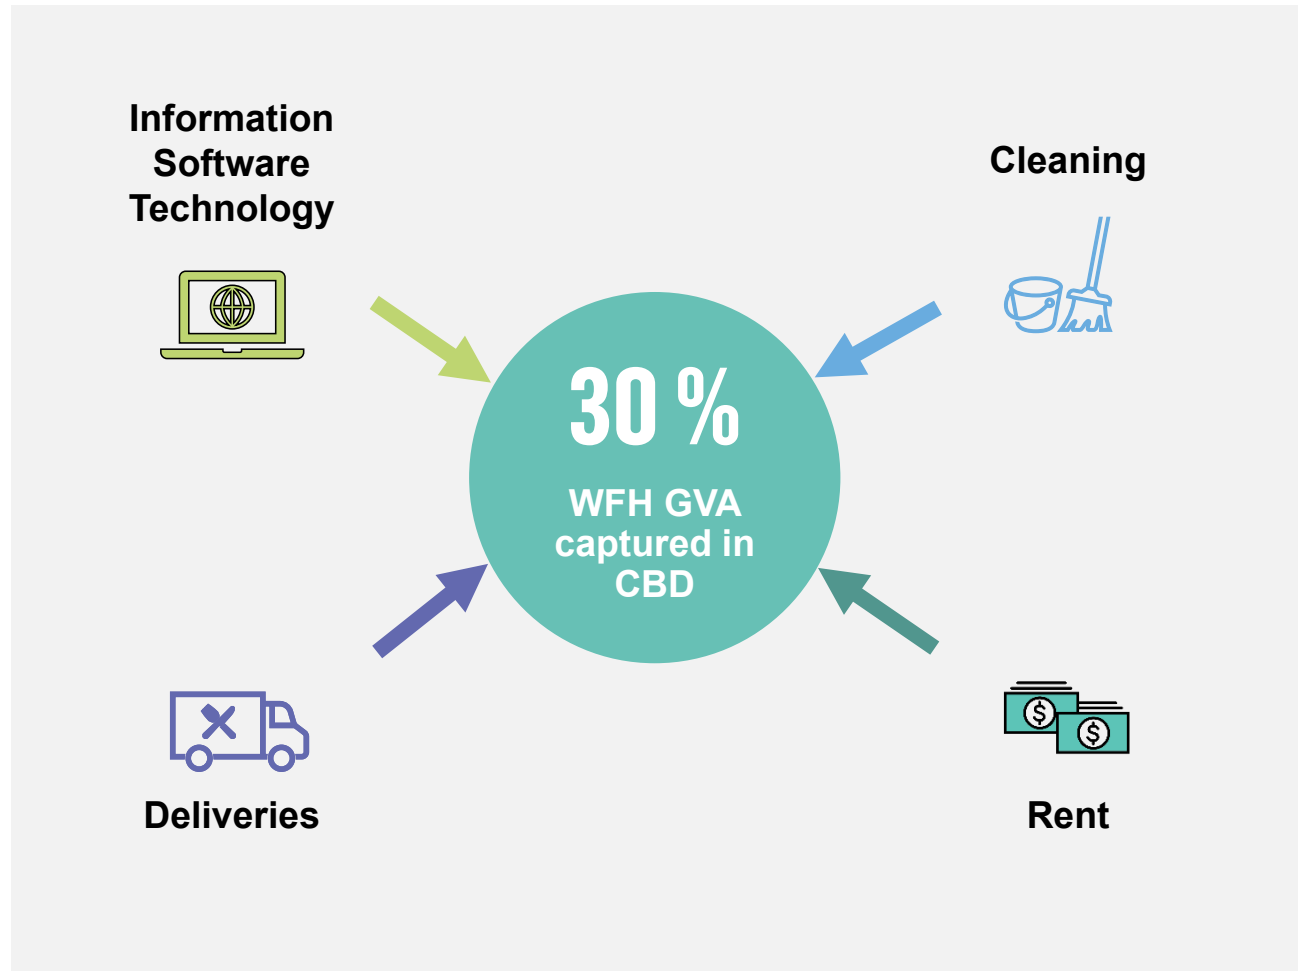 Information
Software
Technology
Cleaning
30 %
WFH GVA
captured in
CBD
$
$
Deliveries
Rent